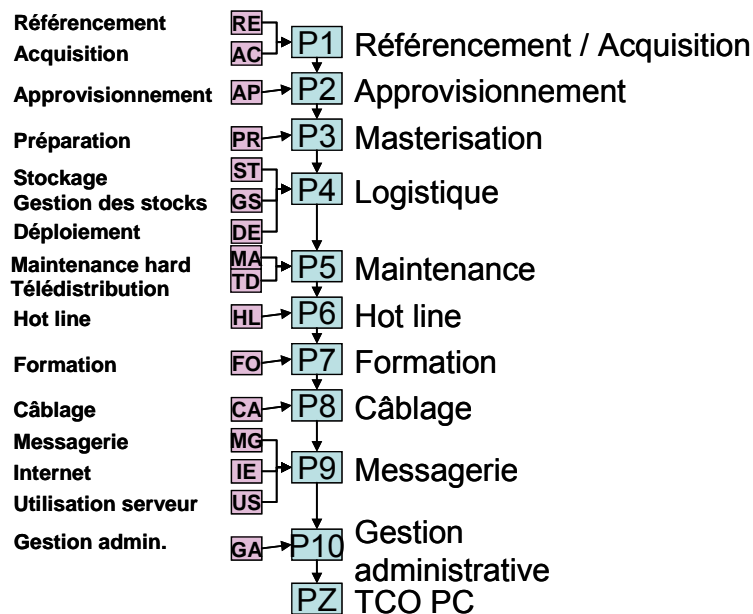 Référencement RE P1 Référencement / Acquisition
Acquisition AC
Approvisionnement AP P2 Approvisionnement
Préparation PR P3 Masterisation
Stockage ST P4 Logistique
Gestion des stocks GS
Déploiement DE
Maintenance hard MA P5 Maintenance
Télédistribution TD
Hot line HL P6 Hot line
Formation FO P7 Formation
Câblage CA P8 Câblage
Messagerie MG P9 Messagerie
Internet IE
Utilisation serveur US
Gestion admin. GA P10 Gestion
administrative
PZ TCO PC